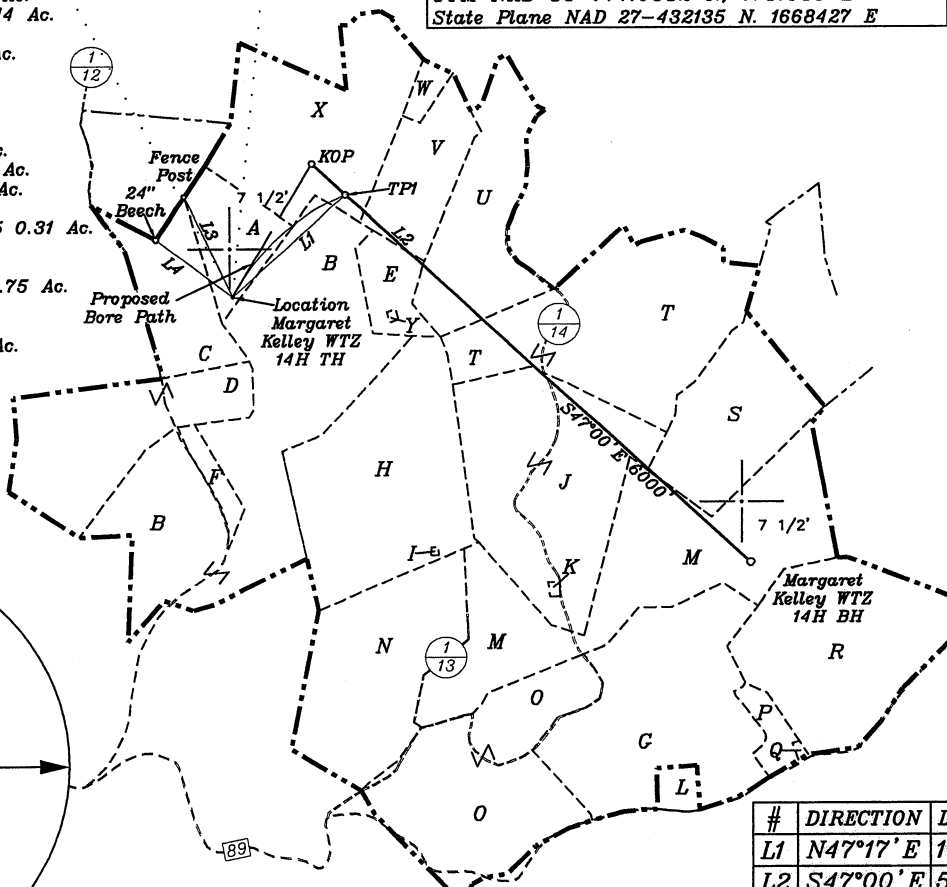 4 Ac.
State Plane NAD 27-432135 N. 1668427 E
1
12
W
X
KOP
V
Fence
Post
TP1
Ac.
7 1/2'
24"
Beech
U
0.31 Ac.
L3
A
L1
L2
B
L4
E
T
.75 Ac.
Proposed
Bore Path
Location
Margaret
Kelley WTZ
14H TH
Y
1
14
C
T
D
S47°00'E 6000'
S
H
F
J
B
7 1/2'
I
K
M
Margaret
Kelley WTZ
14H BH
N
1
13
M
R
O
P
G
Q
L
O
89
# DIRECTION
L1 N47°17'E
L2 S47°00'E